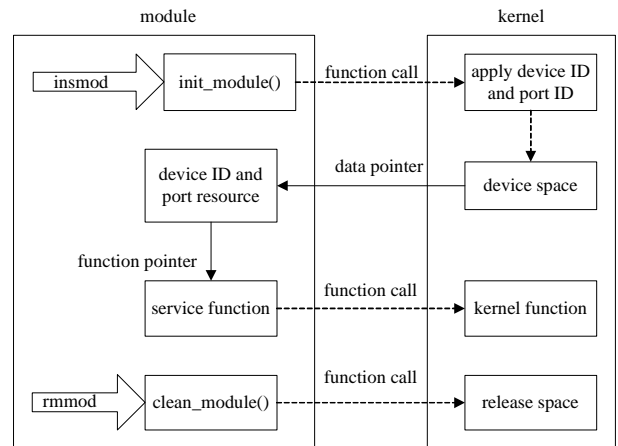 module
kernel
insmod
init_module()
function call
apply device ID
and port ID
device ID and
port resource
data pointer
device space
function pointer
service function
function call
kernel function
rmmod
clean_module()
function call
release space